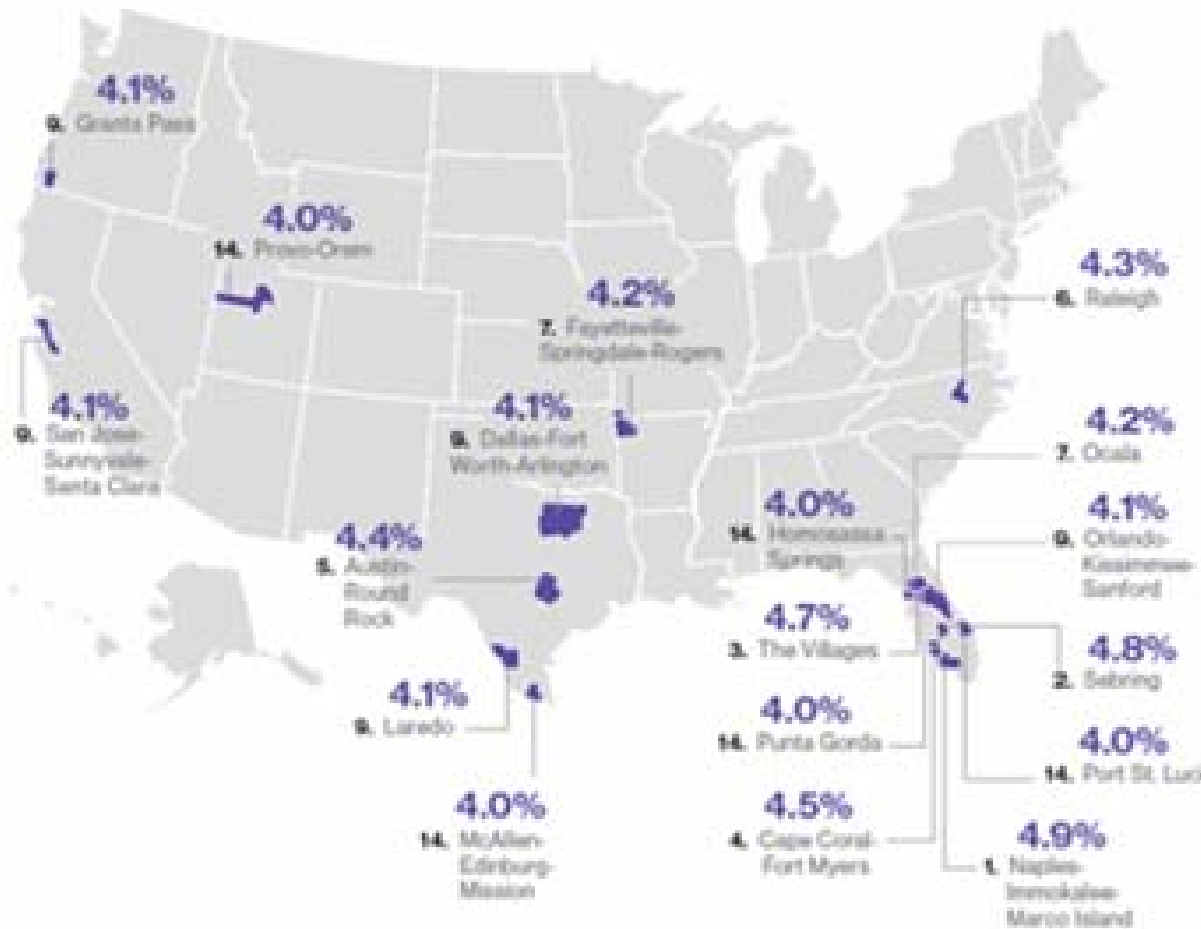 4.1%
9. Grants Pass
4.0%
14. Provo-Orem
4.2%
7. Fayetteville-
Springdale-Rogers
4.3%
6. Raleigh
4.1%
9. San Jose-
Sunnyvale-
Santa Clara
4.1%
9. Dallas-Fort
Worth-Arlington
4.2%
7. Ocala
4.0%
14. Homosassa
Springs
4.1%
9. Orlando-
Kissimmee-
Sanford
4.4%
5. Austin-
Round
Rock
4.7%
3. The Villages
4.8%
2. Sebring
4.1%
9. Laredo
4.0%
14. Punta Gorda
4.0%
14. Port St. Luci
4.0%
14. McAllen-
Edinburg-
Mission
4.5%
4. Cape Coral-
Fort Myers
4.9%
1. Naples-
Immokalee-
Marco Island